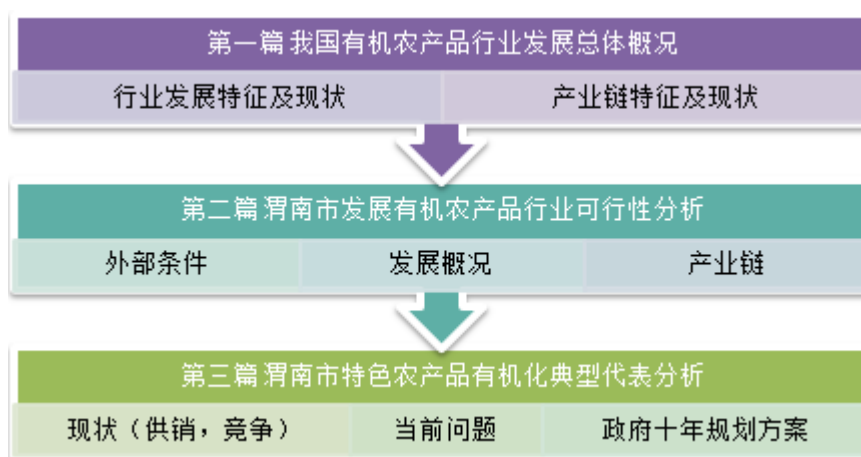 第一篇 我国有机农产品行业发展总体概况
行业发展特征及现状 产业链特征及现状
第二篇 渭南市发展有机农产品行业可行性分析
外部条件 发展概况 产业链
第三篇 渭南市特色农产品有机化典型代表分析
现状（供销，竞争） 当前问题 政府十年规划方案